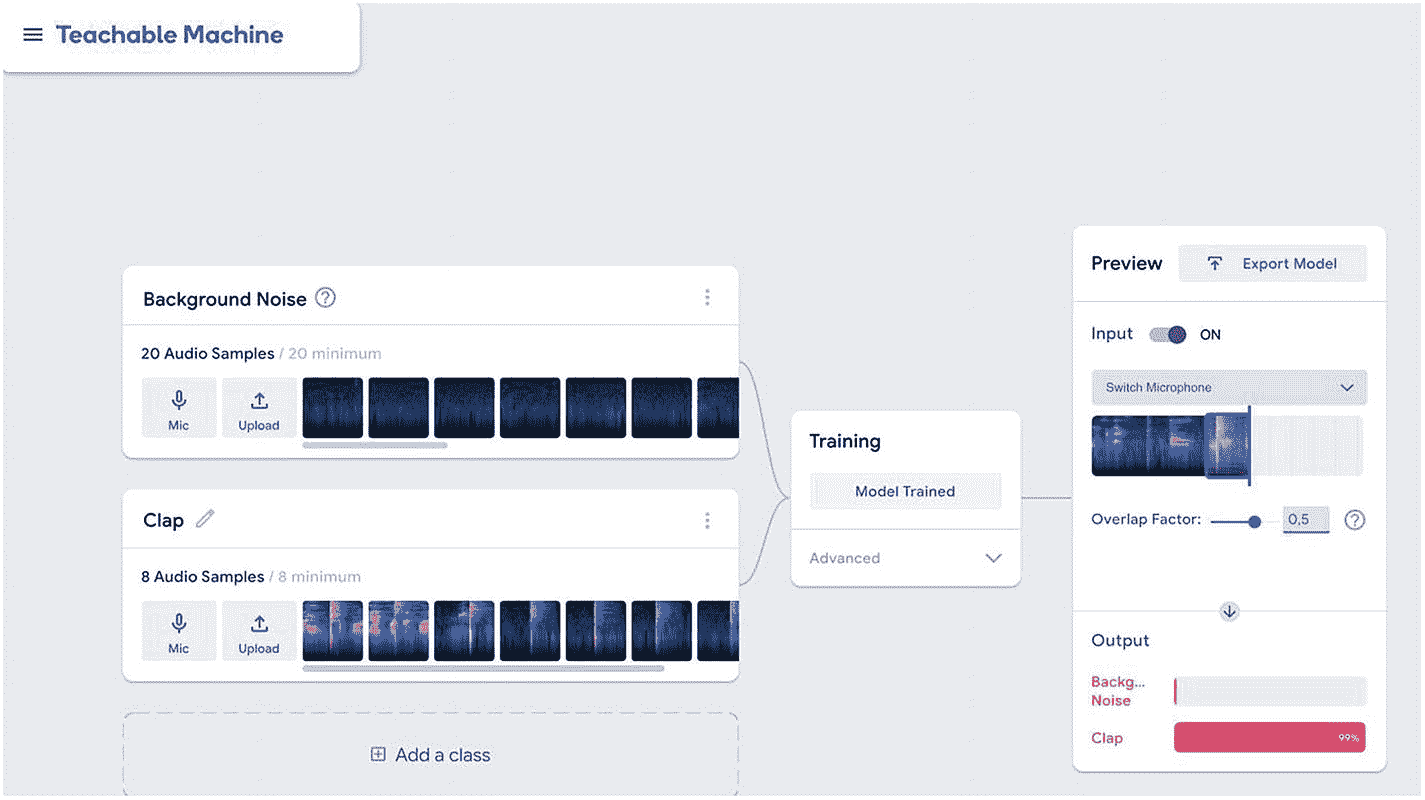 Teachable Machine
Background Noise ?
20 Audio Samples / 20 minimum
Mic
Upload
Clap
8 Audio Samples / 8 minimum
Mic
Upload
Add a class
Training
Model Trained
Advanced
Preview
Export Model
Input ON
Switch Microphone
Overlap Factor: 0,5 ?
Output
Backg...
Noise
Clap 99%